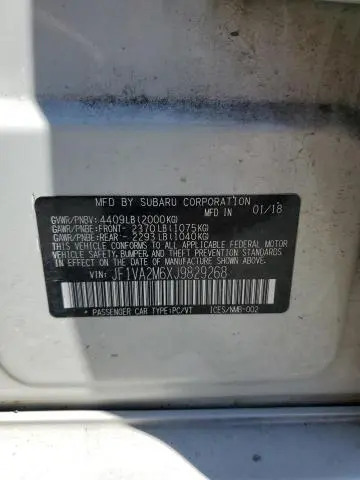 MFD BY SUBARU CORPORATION
IN JAPAN 01/18
GVWR/PNBV: 4409LB(2000KG)
GAWR/PNBE:FRONT- 2370LB(1075KG)
GAWR/PNBE:REAR - 2293LB(1040KG)
THIS VEHICLE CONFORMS TO ALL APPLICABLE FEDERAL MOTOR
VEHICLE SAFETY, BUMPER, AND THEFT PREVENTION STANDARDS
IN EFFECT ON THE DATE OF MANUFACTURE SHOWN ABOVE.
VIN: JF1VA2M6XJ9829268
* PASSENGER CAR TYPE:PC/VT ICES/NMB-002